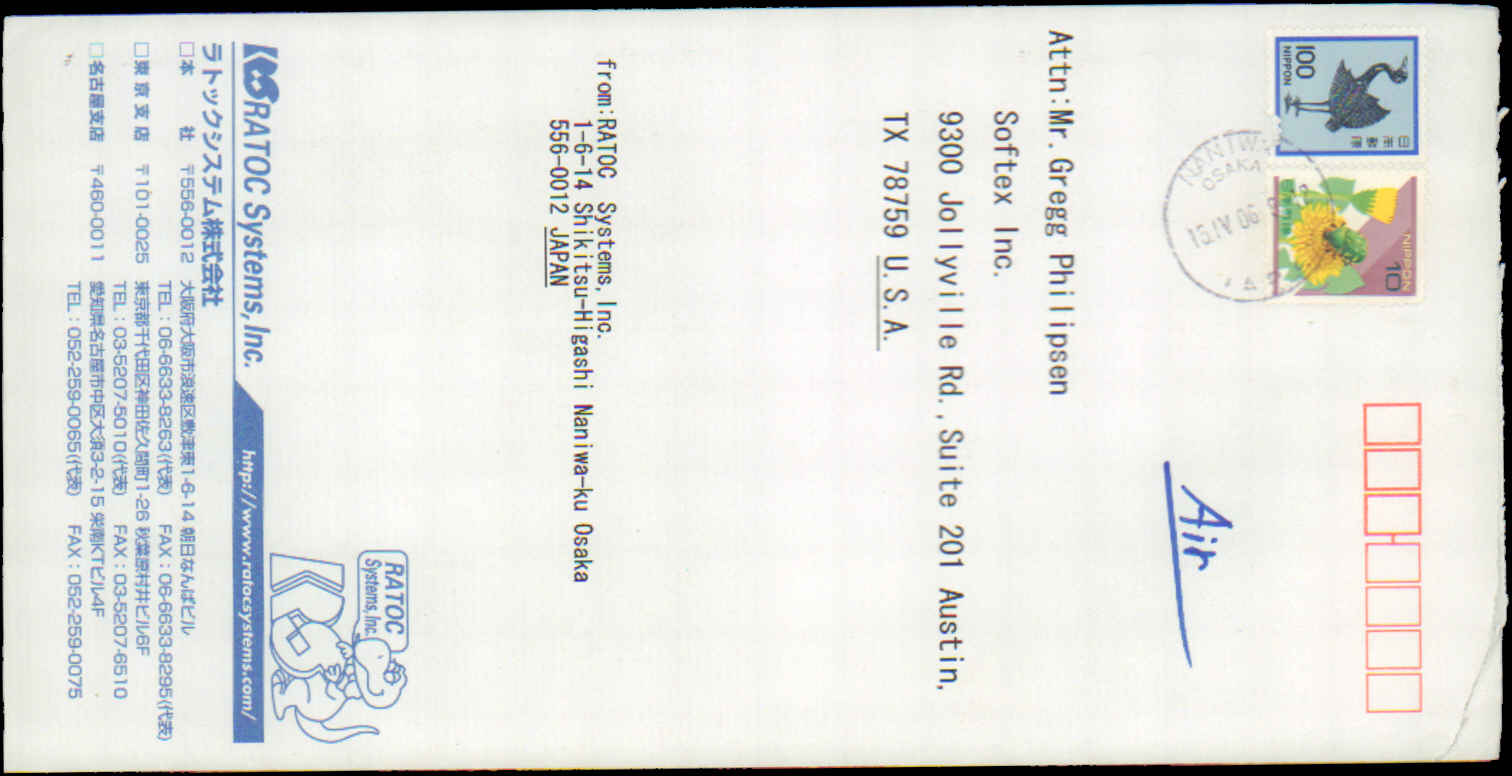 100
NIPPON
日本郵便
NIPPON
10
NANIWA
OSAKA
15.IV.06
Air
Attn:Mr.Gregg Philipsen
Softex Inc.
9300 Jollyville Rd.,Suite 201 Austin,
TX 78759 U.S.A.
from:RATOC Systems, Inc.
1-6-14 Shikitsu-Higashi Naniwa-ku Osaka
556-0012 JAPAN
RATOC
Systems,Inc.
RATOC Systems,Inc.
http://www.ratocsystems.com/
ラトックシステム株式会社
□本 社 〒556-0012 大阪府大阪市浪速区敷津東1-6-14 朝日なんばビル
TEL:06-6633-8263(代表) FAX:06-6633-8295(代表)
□東京支店 〒101-0025 東京都千代田区神田佐久間町1-26 秋葉原村井ビル6F
TEL:03-5207-5010(代表) FAX:03-5207-6510
□名古屋支店 〒460-0011 愛知県名古屋市中区大須3-2-15 栄南KTビル4F
TEL:052-259-0065(代表) FAX:052-259-0075